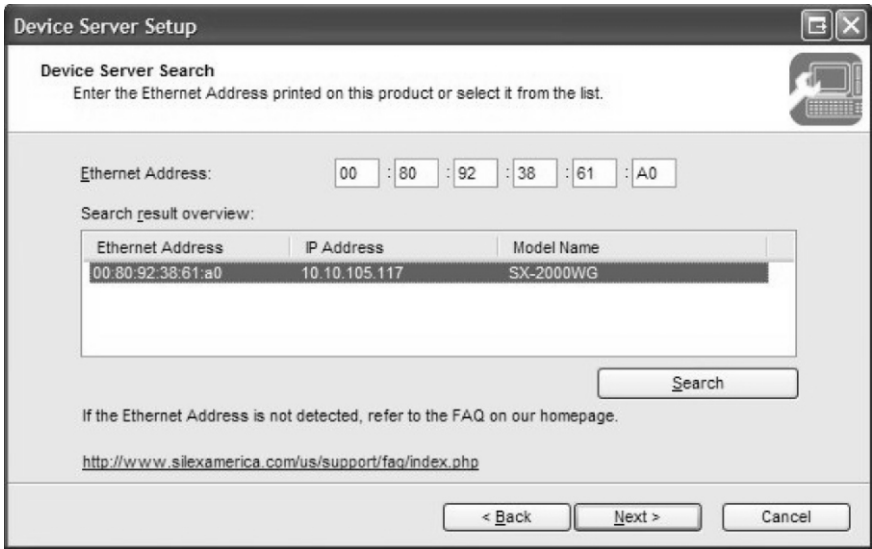 Device Server Setup
Device Server Search
Enter the Ethernet Address printed on this product or select it from the list.
Ethernet Address: 00 : 80 : 92 : 38 : 61 : A0
Search result overview:
Ethernet Address IP Address Model Name
00:80:92:38:61:a0 10.10.105.117 SX-2000WG
Search
If the Ethernet Address is not detected, refer to the FAQ on our homepage.
http://www.silexamerica.com/us/support/faq/index.php
< Back Next > Cancel